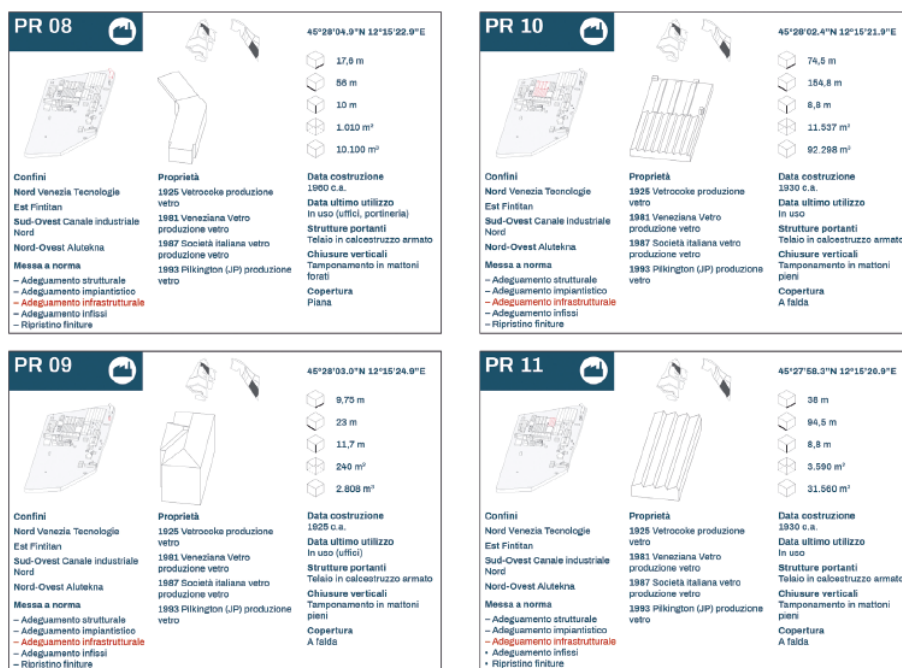 PR 08
45°28'04.9"N 12°15'22.9"E
17,6 m
56 m
10 m
1.010 m²
10.100 m³
Confini
Nord Venezia Tecnologie
Est Fintitan
Sud-Ovest Canale industriale
Nord
Nord-Ovest Alutekna
Messa a norma
– Adeguamento strutturale
– Adeguamento impiantistico
– Adeguamento infrastrutturale
– Adeguamento infissi
– Ripristino finiture
Proprietà
1925 Vetrocoke produzione
vetro
1981 Veneziana Vetro
produzione vetro
1987 Società italiana vetro
produzione vetro
1993 Pilkington (JP) produzione
vetro
Data costruzione
1960 c.a.
Data ultimo utilizzo
In uso (uffici, portineria)
Strutture portanti
Telaio in calcestruzzo armato
Chiusure verticali
Tamponamento in mattoni
forati
Copertura
Piana
PR 10
45°28'02.4"N 12°15'21.9"E
74,5 m
154,8 m
8,8 m
11.537 m²
92.298 m³
Confini
Nord Venezia Tecnologie
Est Fintitan
Sud-Ovest Canale industriale
Nord
Nord-Ovest Alutekna
Messa a norma
– Adeguamento strutturale
– Adeguamento impiantistico
– Adeguamento infrastrutturale
– Adeguamento infissi
– Ripristino finiture
Proprietà
1925 Vetrocoke produzione
vetro
1981 Veneziana Vetro
produzione vetro
1987 Società italiana vetro
produzione vetro
1993 Pilkington (JP) produzione
vetro
Data costruzione
1930 c.a.
Data ultimo utilizzo
In uso
Strutture portanti
Telaio in calcestruzzo armato
Chiusure verticali
Tamponamento in mattoni
pieni
Copertura
A falda
PR 09
45°28'03.0"N 12°15'24.9"E
9,75 m
23 m
11,7 m
240 m²
2.808 m³
Confini
Nord Venezia Tecnologie
Est Fintitan
Sud-Ovest Canale industriale
Nord
Nord-Ovest Alutekna
Messa a norma
– Adeguamento strutturale
– Adeguamento impiantistico
– Adeguamento infrastrutturale
– Adeguamento infissi
– Ripristino finiture
Proprietà
1925 Vetrocoke produzione
vetro
1981 Veneziana Vetro
produzione vetro
1987 Società italiana vetro
produzione vetro
1993 Pilkington (JP) produzione
vetro
Data costruzione
1925 c.a.
Data ultimo utilizzo
In uso (uffici)
Strutture portanti
Telaio in calcestruzzo armato
Chiusure verticali
Tamponamento in mattoni
pieni
Copertura
A falda
PR 11
45°27'58.3"N 12°15'20.9"E
38 m
94,5 m
8,8 m
3.590 m²
31.560 m³
Confini
Nord Venezia Tecnologie
Est Fintitan
Sud-Ovest Canale industriale
Nord
Nord-Ovest Alutekna
Messa a norma
– Adeguamento strutturale
– Adeguamento impiantistico
– Adeguamento infrastrutturale
• Adeguamento infissi
• Ripristino finiture
Proprietà
1925 Vetrocoke produzione
vetro
1981 Veneziana Vetro
produzione vetro
1987 Società italiana vetro
produzione vetro
1993 Pilkington (JP) produzione
vetro
Data costruzione
1930 c.a.
Data ultimo utilizzo
In uso
Strutture portanti
Telaio in calcestruzzo armato
Chiusure verticali
Tamponamento in mattoni
pieni
Copertura
A falda